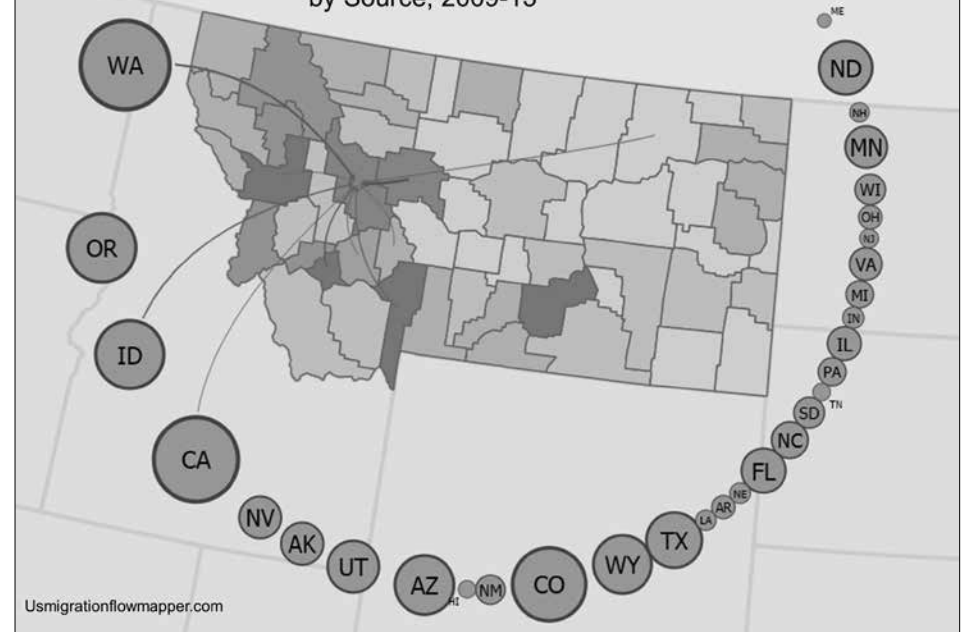 by Source, 2009-13
ME
WA
ND
NH
MN
WI
OH
NJ
OR
VA
MI
IN
ID
IL
PA
TN
SD
NC
CA
FL
NE
NV
AR
LA
AK
TX
UT
WY
AZ
HI
NM
CO
Usmigrationflowmapper.com